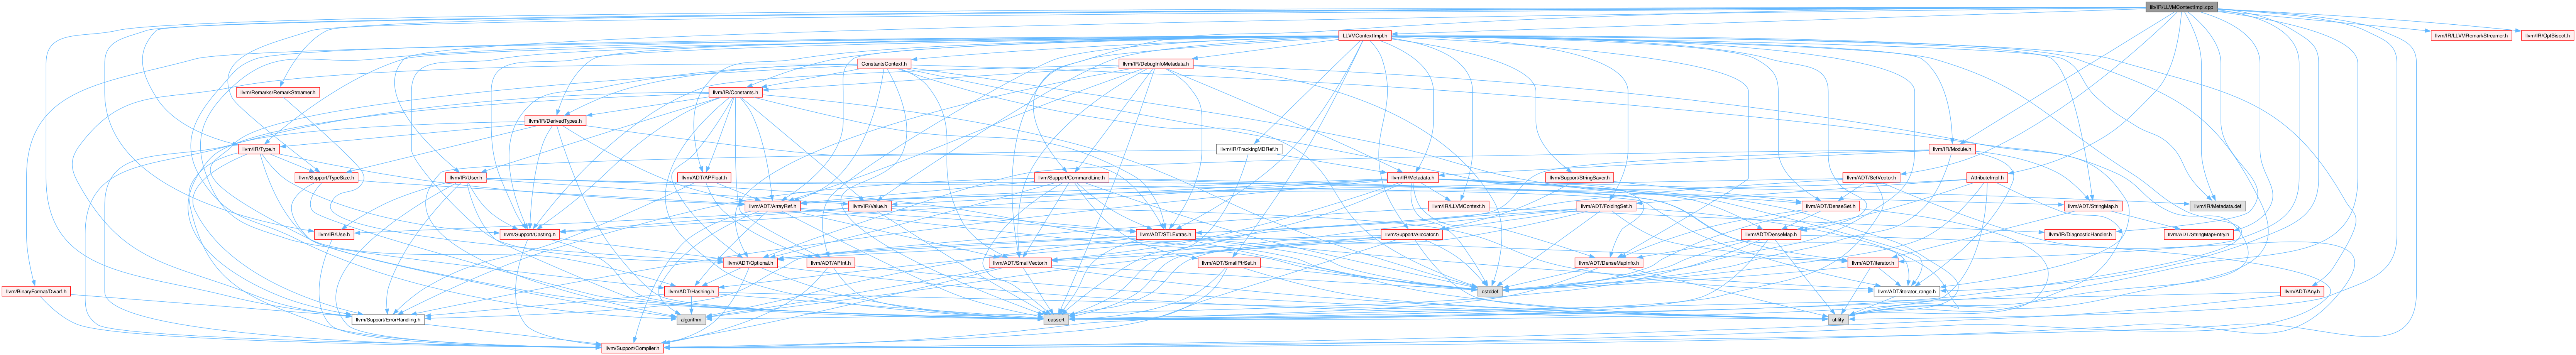 lib/IR/LLVMContextImpl.cpp
LLVMContextImpl.h
llvm/IR/LLVMRemarkStreamer.h
llvm/IR/OptBisect.h
ConstantsContext.h
llvm/IR/DebugInfoMetadata.h
llvm/Remarks/RemarkStreamer.h
llvm/IR/Constants.h
llvm/IR/DerivedTypes.h
llvm/IR/Type.h
llvm/IR/TrackingMDRef.h
llvm/IR/Module.h
llvm/Support/TypeSize.h
llvm/IR/User.h
llvm/ADT/APFloat.h
llvm/Support/CommandLine.h
llvm/IR/Metadata.h
llvm/Support/StringSaver.h
llvm/ADT/SetVector.h
AttributeImpl.h
llvm/ADT/ArrayRef.h
llvm/IR/Value.h
llvm/IR/LLVMContext.h
llvm/ADT/FoldingSet.h
llvm/ADT/DenseSet.h
llvm/ADT/StringMap.h
llvm/IR/Metadata.def
llvm/IR/Use.h
llvm/Support/Casting.h
llvm/ADT/STLExtras.h
llvm/Support/Allocator.h
llvm/ADT/DenseMap.h
llvm/IR/DiagnosticHandler.h
llvm/ADT/StringMapEntry.h
llvm/ADT/Optional.h
llvm/ADT/APInt.h
llvm/ADT/SmallVector.h
llvm/ADT/SmallPtrSet.h
llvm/ADT/DenseMapInfo.h
llvm/ADT/iterator.h
llvm/BinaryFormat/Dwarf.h
llvm/ADT/Hashing.h
cstddef
llvm/ADT/iterator_range.h
llvm/ADT/Any.h
llvm/Support/ErrorHandling.h
algorithm
cassert
utility
llvm/Support/Compiler.h